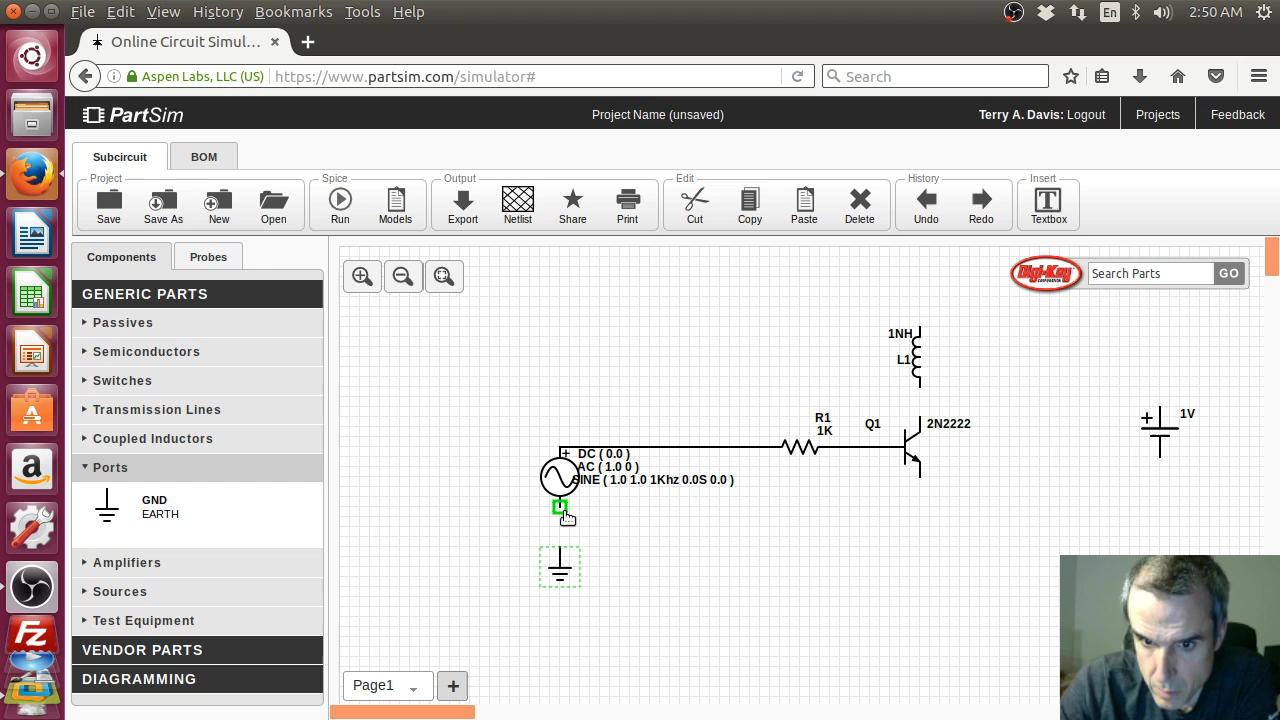 File Edit View History Bookmarks Tools Help
En
2:50 AM
Online Circuit Simul...
Aspen Labs, LLC (US)
https://www.partsim.com/simulator#
Search
PartSim
Project Name (unsaved)
Terry A. Davis: Logout
Projects
Feedback
Subcircuit
BOM
Project
Spice
Output
Edit
History
Insert
Save
Save As
New
Open
Run
Models
Export
Netlist
Share
Print
Cut
Copy
Paste
Delete
Undo
Redo
T
Textbox
Components
Probes
GENERIC PARTS
Passives
Semiconductors
Switches
Transmission Lines
Coupled Inductors
Ports
GND
EARTH
Amplifiers
Sources
Test Equipment
VENDOR PARTS
DIAGRAMMING
Digi-Key
CORPORATION
Search Parts
GO
1NH
L1
R1
1K
Q1
2N2222
+
1V
+
DC ( 0.0 )
AC ( 1.0 0 )
SINE ( 1.0 1.0 1Khz 0.0S 0.0 )
Page1
+
a
FZ